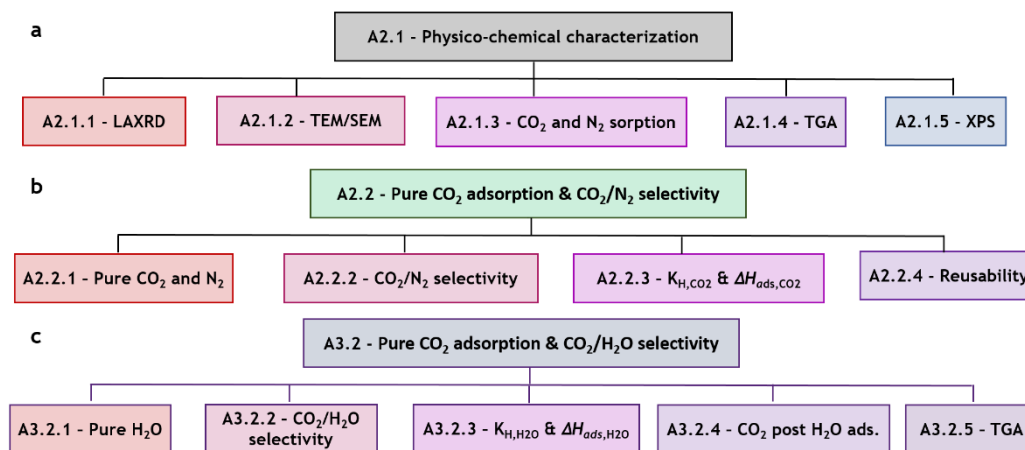 a
A2.1 - Physico-chemical characterization
A2.1.1 - LAXRD
A2.1.2 - TEM/SEM
A2.1.3 - CO₂ and N₂ sorption
A2.1.4 - TGA
A2.1.5 - XPS
b
A2.2 - Pure CO₂ adsorption & CO₂/N₂ selectivity
A2.2.1 - Pure CO₂ and N₂
A2.2.2 - CO₂/N₂ selectivity
A2.2.3 - K_H,CO2 & ΔH_ads,CO2
A2.2.4 - Reusability
c
A3.2 - Pure CO₂ adsorption & CO₂/H₂O selectivity
A3.2.1 - Pure H₂O
A3.2.2 - CO₂/H₂O
selectivity
A3.2.3 - K_H,H2O & ΔH_ads,H2O
A3.2.4 - CO₂ post H₂O ads.
A3.2.5 - TGA